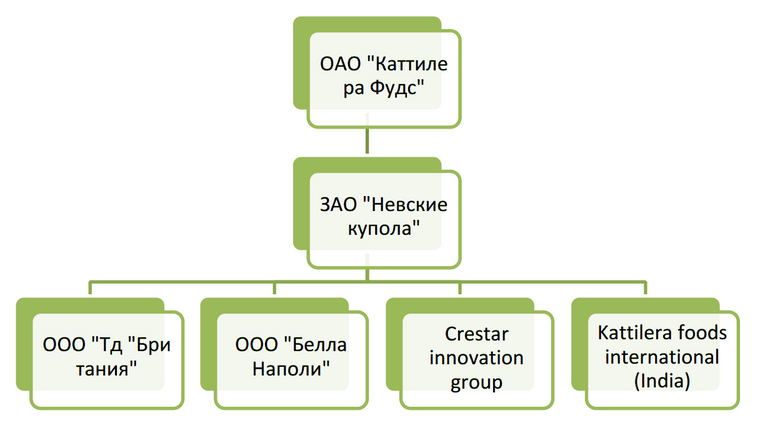 ОАО "Каттиле
ра Фудс"
ЗАО "Невские
купола"
ООО "Тд "Бри
тания"
ООО "Белла
Наполи"
Crestar
innovation
group
Kattilera foods
international
(India)